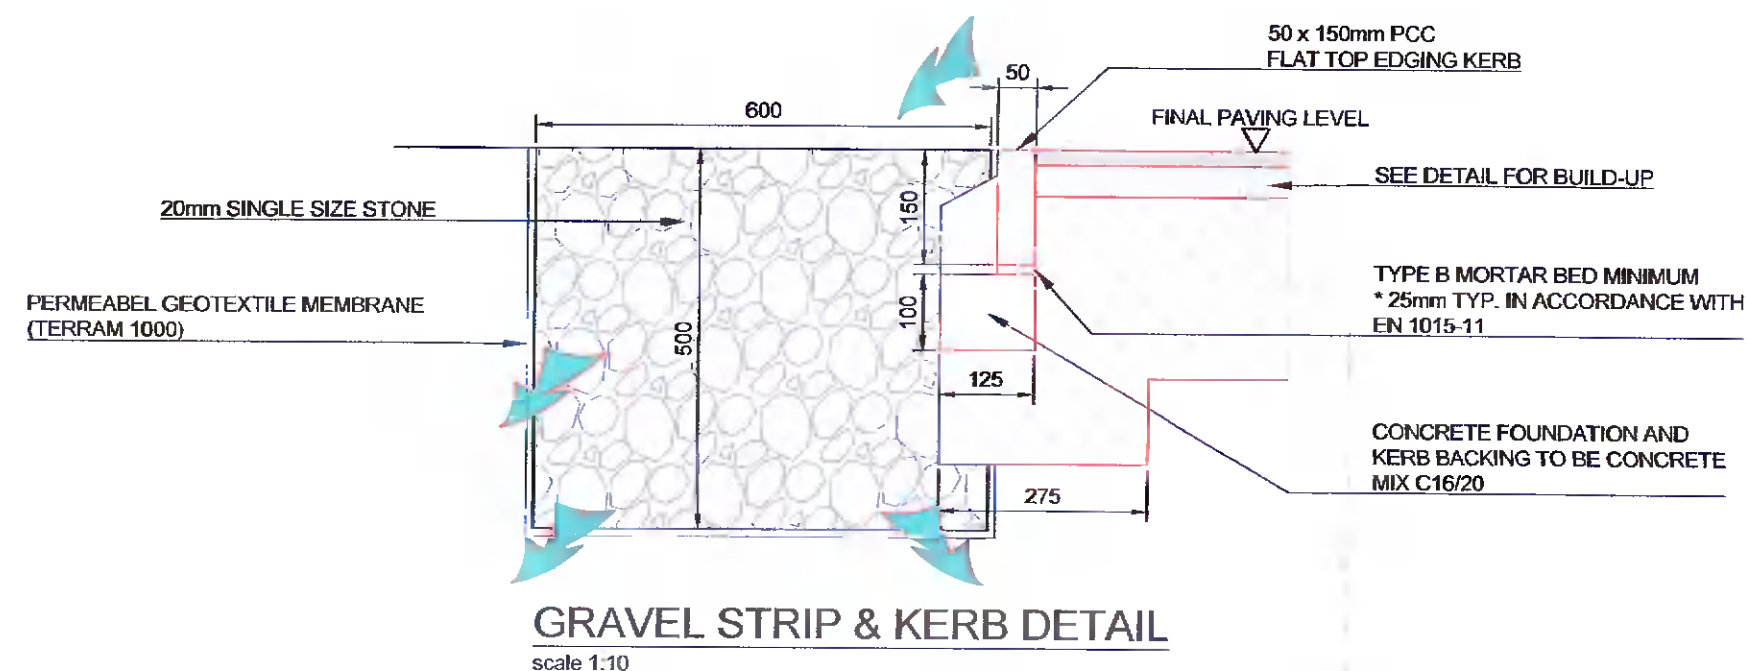 50 x 150mm PCC
FLAT TOP EDGING KERB
50
600
FINAL PAVING LEVEL
SEE DETAIL FOR BUILD-UP
20mm SINGLE SIZE STONE
150
TYPE B MORTAR BED MINIMUM
* 25mm TYP. IN ACCORDANCE WITH
EN 1015-11
PERMEABEL GEOTEXTILE MEMBRANE
(TERRAM 1000)
100
500
125
CONCRETE FOUNDATION AND
KERB BACKING TO BE CONCRETE
MIX C16/20
275
GRAVEL STRIP & KERB DETAIL
scale 1:10